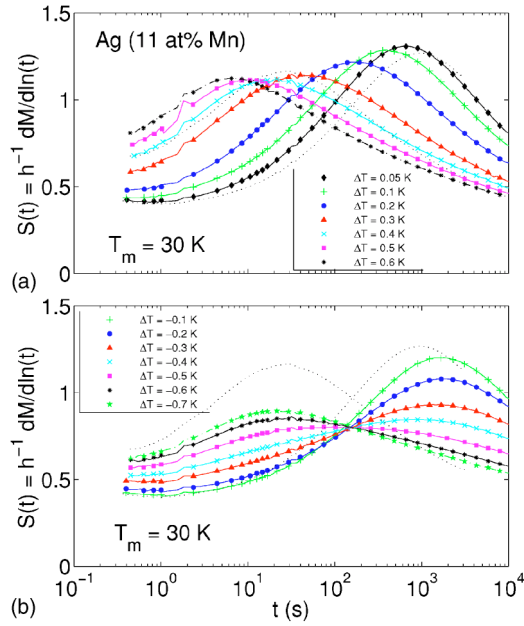 Ag (11 at% Mn)
1.5
1
0.5
0
S(t) = h⁻¹ dM/dln(t)
ΔT = 0.05 K
ΔT = 0.1 K
ΔT = 0.2 K
ΔT = 0.3 K
ΔT = 0.4 K
ΔT = 0.5 K
ΔT = 0.6 K
Tₘ = 30 K
(a)
1.5
1
0.5
0
S(t) = h⁻¹ dM/dln(t)
ΔT = −0.1 K
ΔT = −0.2 K
ΔT = −0.3 K
ΔT = −0.4 K
ΔT = −0.5 K
ΔT = −0.6 K
ΔT = −0.7 K
Tₘ = 30 K
10⁻¹ 10⁰ 10¹ 10² 10³ 10⁴
(b)
t (s)